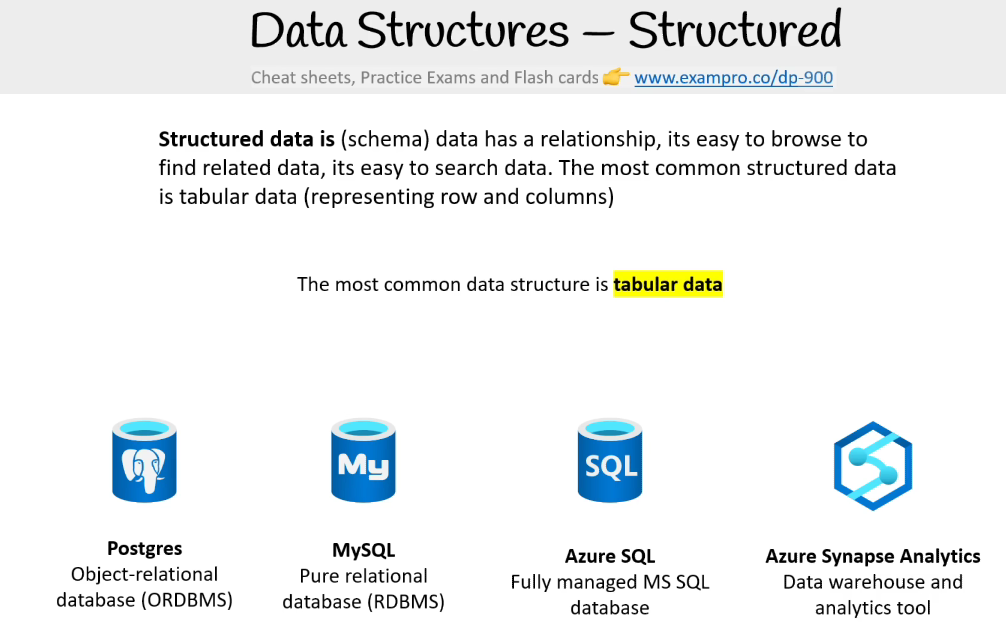 Data Structures – Structured
Cheat sheets, Practice Exams and Flash cards 👉 www.exampro.co/dp-900
Structured data is (schema) data has a relationship, its easy to browse to
find related data, its easy to search data. The most common structured data
is tabular data (representing row and columns)
The most common data structure is tabular data
My
SQL
Postgres
Object-relational
database (ORDBMS)
MySQL
Pure relational
database (RDBMS)
Azure SQL
Fully managed MS SQL
database
Azure Synapse Analytics
Data warehouse and
analytics tool